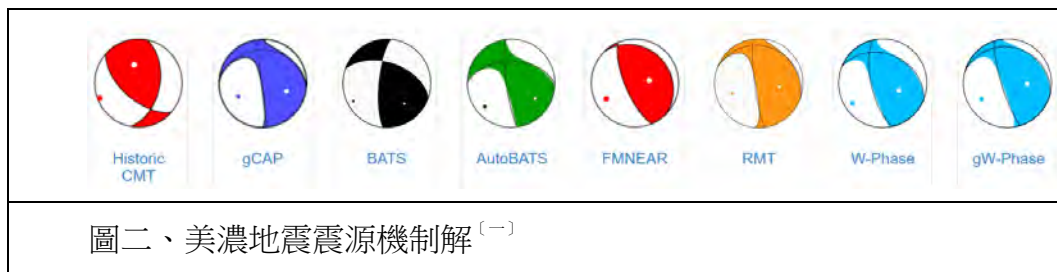 Historic CMT gCAP BATS AutoBATS FMNEAR RMT W-Phase gW-Phase
圖二、美濃地震震源機制解〔一〕